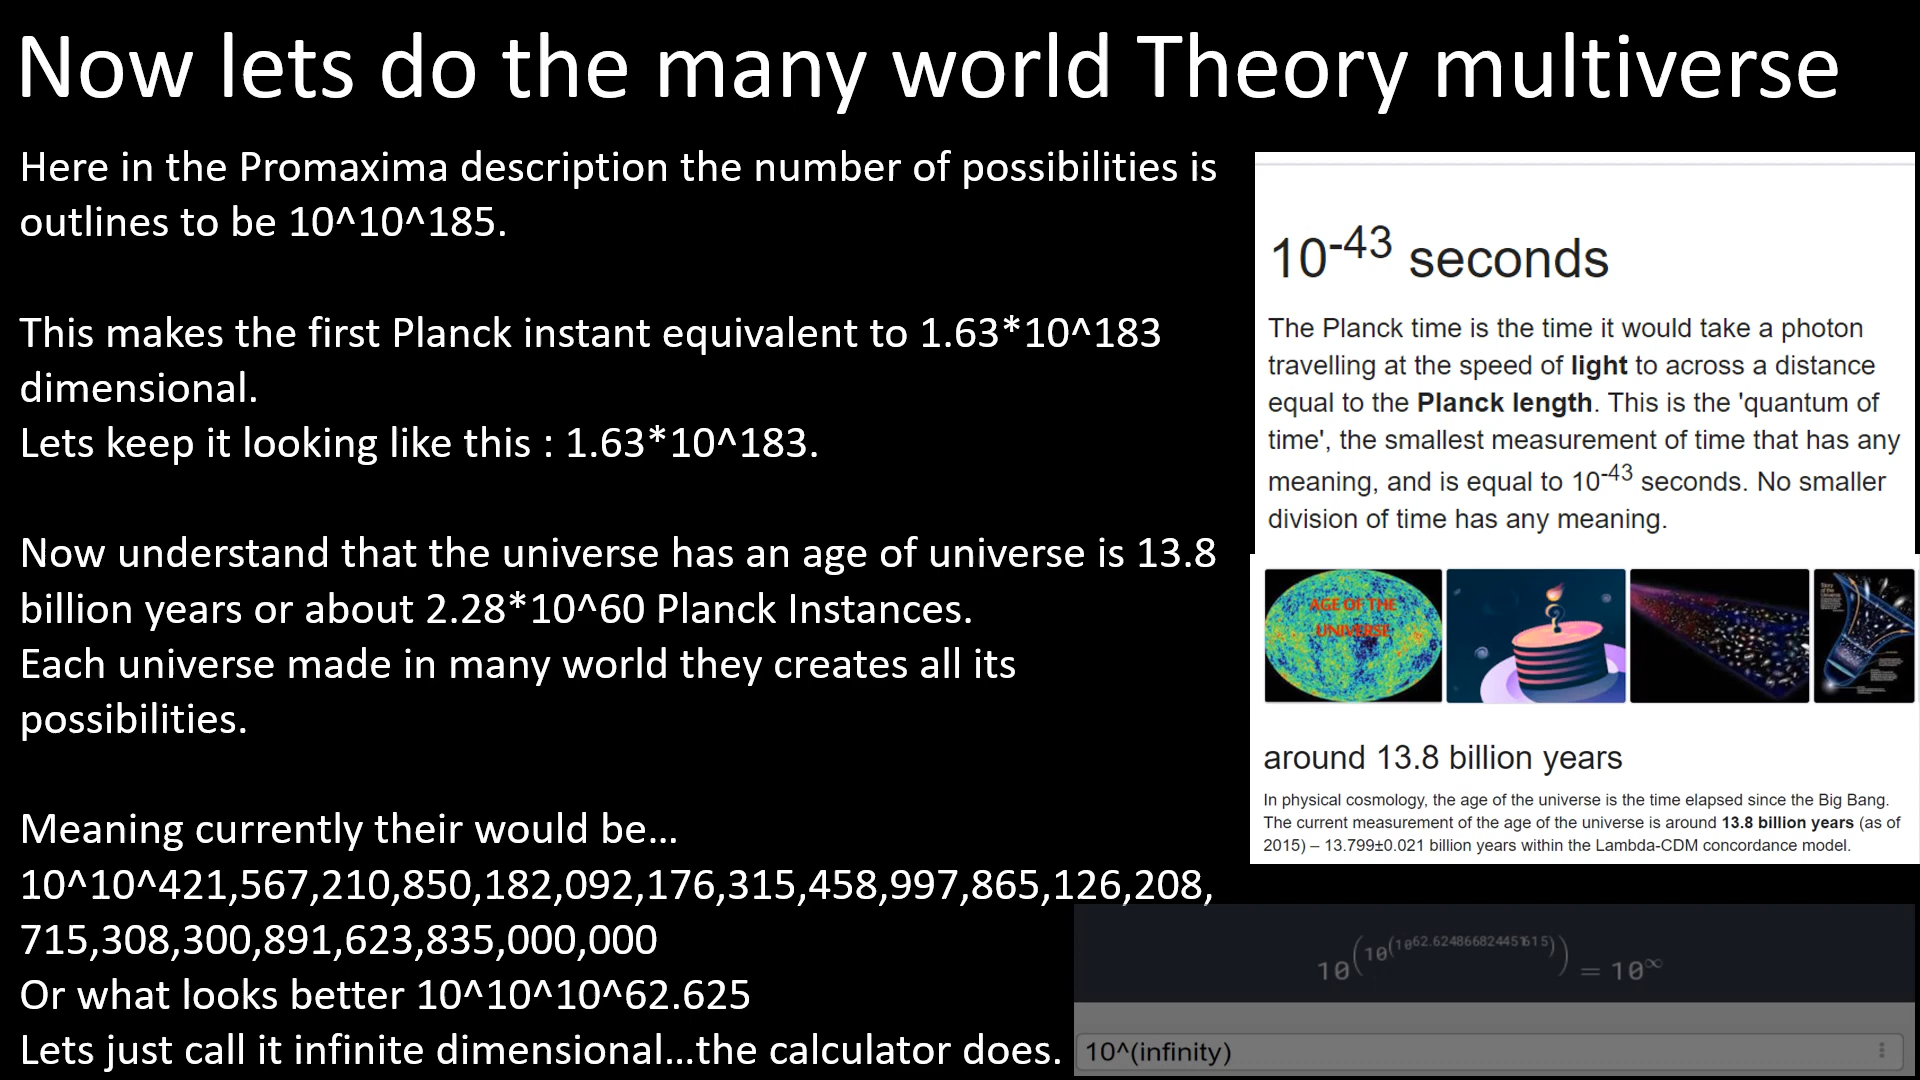 Now lets do the many world Theory multiverse
Here in the Promaxima description the number of possibilities is
outlines to be 10^10^185.
This makes the first Planck instant equivalent to 1.63*10^183
dimensional.
Lets keep it looking like this : 1.63*10^183.
Now understand that the universe has an age of universe is 13.8
billion years or about 2.28*10^60 Planck Instances.
Each universe made in many world they creates all its
possibilities.
Meaning currently their would be…
10^10^421,567,210,850,182,092,176,315,458,997,865,126,208,
715,308,300,891,623,835,000,000
Or what looks better 10^10^10^62.625
Lets just call it infinite dimensional…the calculator does.
10⁻⁴³ seconds
The Planck time is the time it would take a photon
travelling at the speed of light to across a distance
equal to the Planck length. This is the 'quantum of
time', the smallest measurement of time that has any
meaning, and is equal to 10⁻⁴³ seconds. No smaller
division of time has any meaning.
AGE OF THE
UNIVERSE
around 13.8 billion years
In physical cosmology, the age of the universe is the time elapsed since the Big Bang.
The current measurement of the age of the universe is around 13.8 billion years (as of
2015) – 13.799±0.021 billion years within the Lambda-CDM concordance model.
10^(10^(10^62.624866824451615)) = 10^∞
10^(infinity)